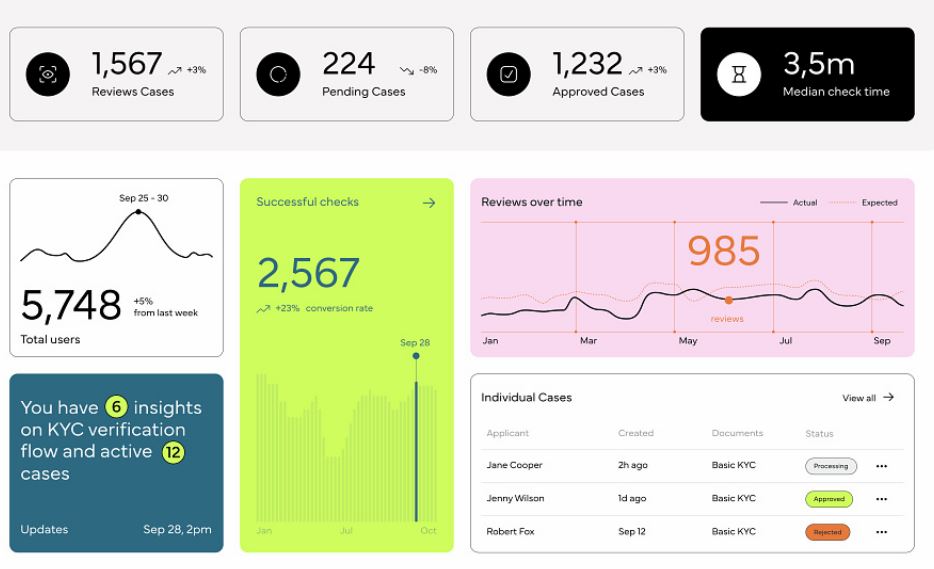 1,567
+3%
Reviews Cases
224
-8%
Pending Cases
1,232
+3%
Approved Cases
3,5m
Median check time
Sep 25 - 30
5,748
+5%
from last week
Total users
Successful checks
2,567
+23% conversion rate
Sep 28
Jan Jul Oct
Reviews over time
Actual Expected
985
reviews
Jan Mar May Jul Sep
You have 6 insights
on KYC verification
flow and active 12
cases
Updates Sep 28, 2pm
Individual Cases View all
Applicant Created Documents Status
Jane Cooper 2h ago Basic KYC Processing
Jenny Wilson 1d ago Basic KYC Approved
Robert Fox Sep 12 Basic KYC Rejected